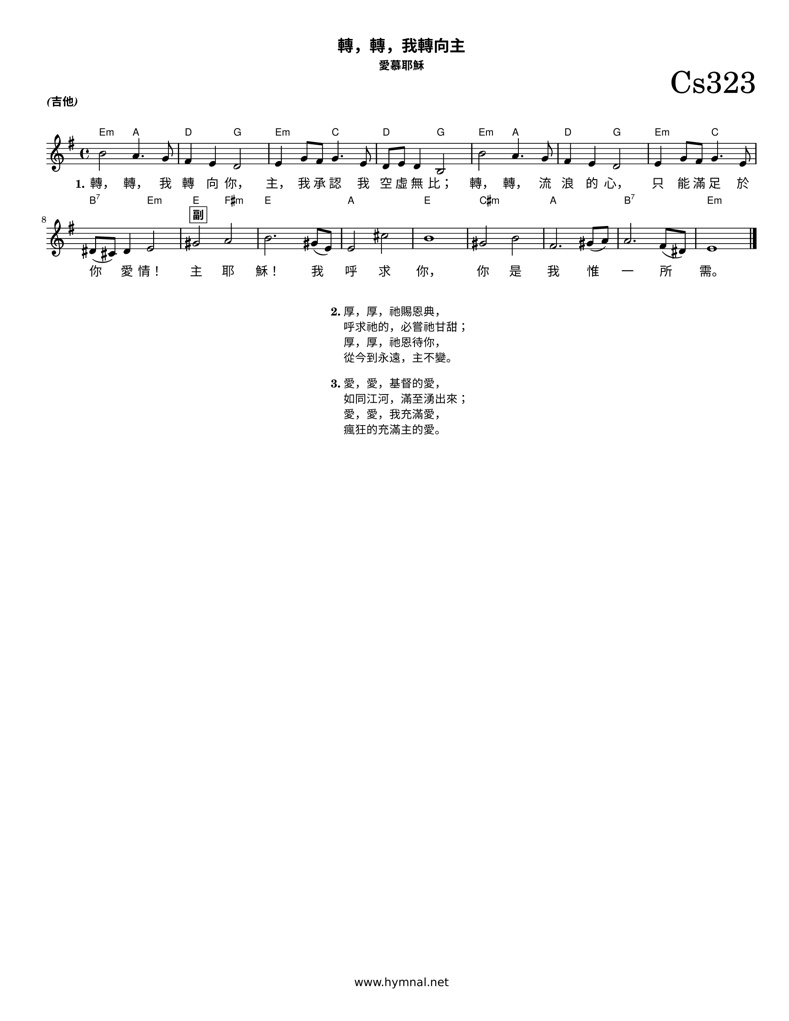 轉，轉，我轉向主
愛慕耶穌
Cs323
(吉他)
Em A D G Em C D G Em A D G Em C
1. 轉， 轉， 我 轉 向 你， 主， 我 承 認 我 空 虛 無 比； 轉， 轉， 流 浪 的 心， 只 能 滿 足 於
B7 Em E F♯m E A E C♯m A B7 Em
8
副
你 愛 情！ 主 耶 穌！ 我 呼 求 你， 你 是 我 惟 一 所 需。
2. 厚，厚，祂賜恩典，
呼求祂的，必嘗祂甘甜；
厚，厚，祂恩待你，
從今到永遠，主不變。
3. 愛，愛，基督的愛，
如同江河，滿至湧出來；
愛，愛，我充滿愛，
瘋狂的充滿主的愛。
www.hymnal.net